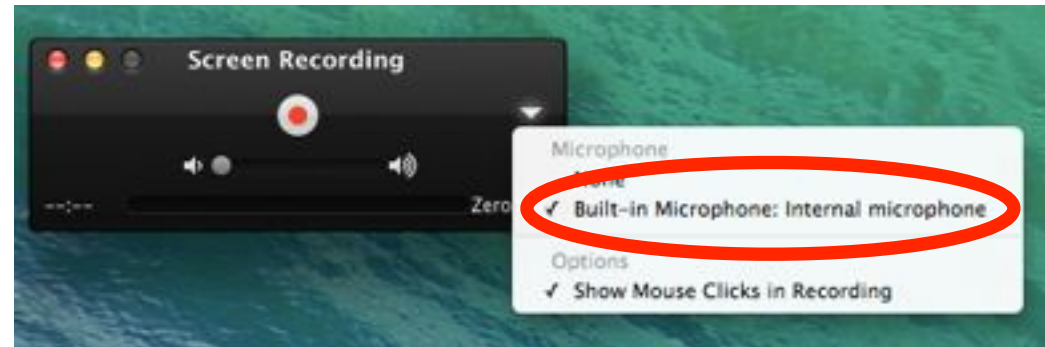 Screen Recording
--:--
Zero
Microphone
None
✓ Built-in Microphone: Internal microphone
Options
✓ Show Mouse Clicks in Recording